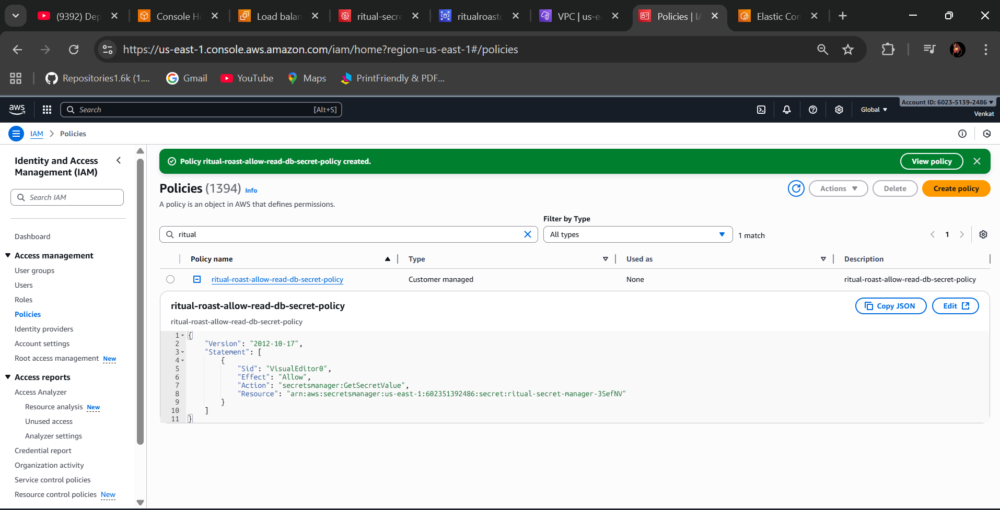 (9392) Dep
Console Ho
Load balan
ritual-secre
ritualroasto
VPC | us-ea
Policies | IA
Elastic Con
https://us-east-1.console.aws.amazon.com/iam/home?region=us-east-1#/policies
Repositories1.6k (1....
Gmail
YouTube
Maps
PrintFriendly & PDF...
aws
Search
[Alt+S]
Global
Account ID: 6023-5139-2486
Venkat
IAM
Policies
Identity and Access
Management (IAM)
Search IAM
Dashboard
Access management
User groups
Users
Roles
Policies
Identity providers
Account settings
Root access management New
Access reports
Access Analyzer
Resource analysis New
Unused access
Analyzer settings
Credential report
Organization activity
Service control policies
Resource control policies New
Policy ritual-roast-allow-read-db-secret-policy created.
View policy
Policies (1394) Info
Actions
Delete
Create policy
A policy is an object in AWS that defines permissions.
Filter by Type
ritual
All types
1 match
1
Policy name
Type
Used as
Description
ritual-roast-allow-read-db-secret-policy
Customer managed
None
ritual-roast-allow-read-db-secret-policy
ritual-roast-allow-read-db-secret-policy
Copy JSON
Edit
ritual-roast-allow-read-db-secret-policy
1 {
2 "Version": "2012-10-17",
3 "Statement": [
4 {
5 "Sid": "VisualEditor0",
6 "Effect": "Allow",
7 "Action": "secretsmanager:GetSecretValue",
8 "Resource": "arn:aws:secretsmanager:us-east-1:602351392486:secret:ritual-secret-manager-3SefNV"
9 }
10 ]
11 }